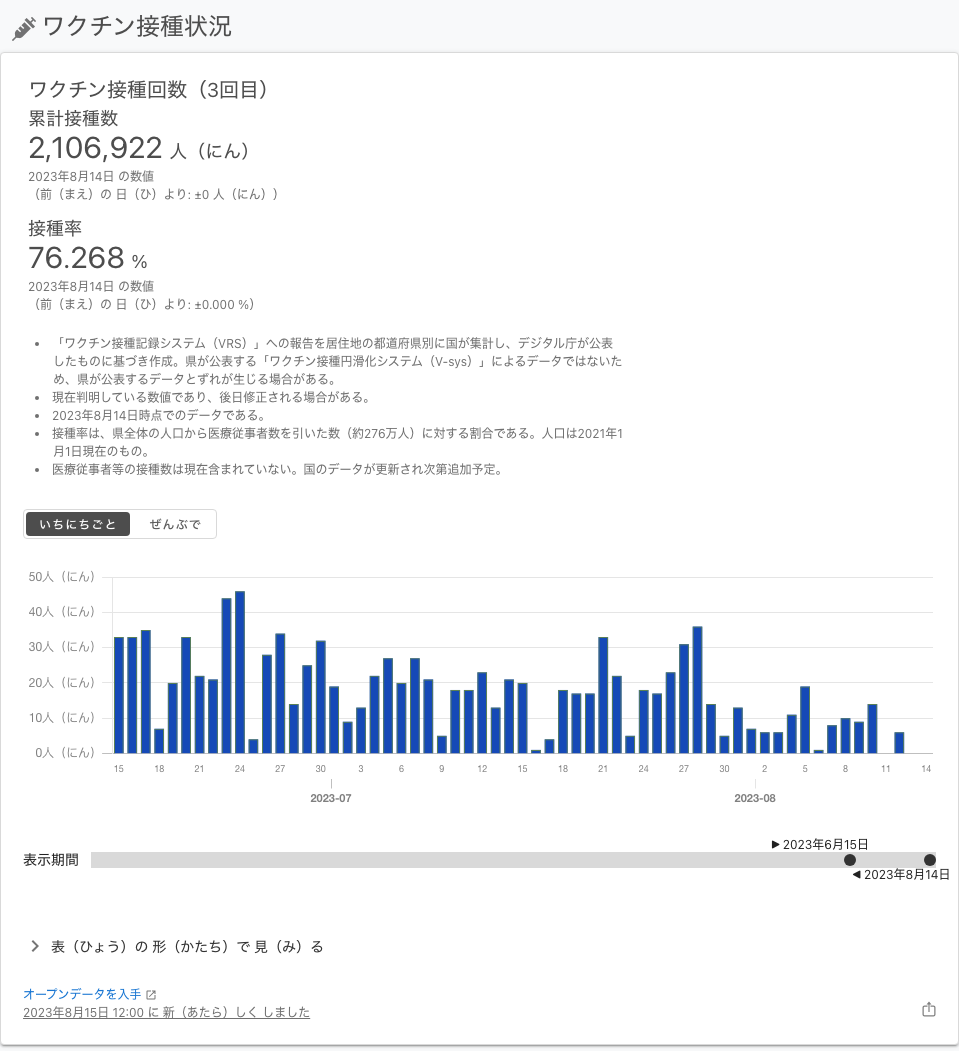 ワクチン接種状況
ワクチン接種回数（3回目）
累計接種数
2,106,922 人（にん）
2023年8月14日 の数値
（前（まえ）の 日（ひ）より: ±0 人（にん））
接種率
76.268 %
2023年8月14日 の数値
（前（まえ）の 日（ひ）より: ±0.000 %）
「ワクチン接種記録システム（VRS）」への報告を居住地の都道府県別に国が集計し、デジタル庁が公表
したものに基づき作成。県が公表する「ワクチン接種円滑化システム（V-sys）」によるデータではないた
め、県が公表するデータとずれが生じる場合がある。
現在判明している数値であり、後日修正される場合がある。
2023年8月14日時点でのデータである。
接種率は、県全体の人口から医療従事者数を引いた数（約276万人）に対する割合である。人口は2021年1
月1日現在のもの。
医療従事者等の接種数は現在含まれていない。国のデータが更新され次第追加予定。
いちにちごと ぜんぶで
50人（にん）
40人（にん）
30人（にん）
20人（にん）
10人（にん）
0人（にん）
15 18 21 24 27 30 3 6 9 12 15 18 21 24 27 30 2 5 8 11 14
2023-07 2023-08
▶ 2023年6月15日
表示期間
◀ 2023年8月14日
表（ひょう）の 形（かたち）で 見（み）る
オープンデータを入手
2023年8月15日 12:00 に 新（あたら）しく しました